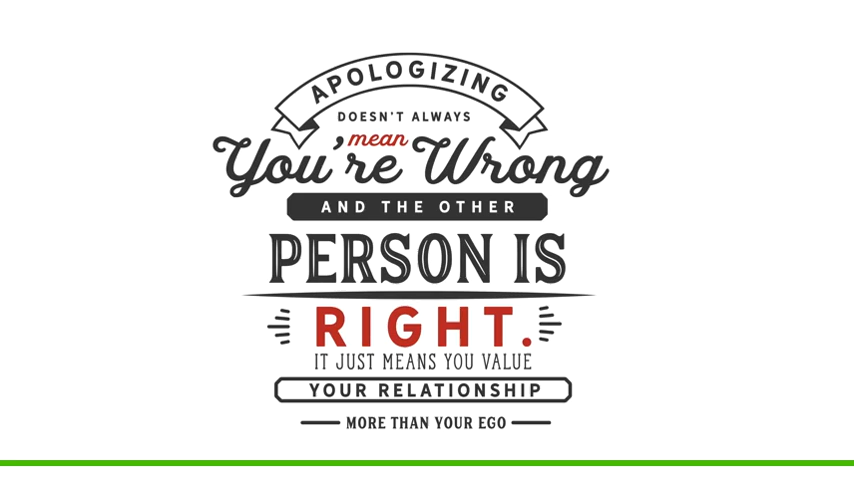 APOLOGIZING
DOESN'T ALWAYS
mean
You're Wrong
AND THE OTHER
PERSON IS
RIGHT.
IT JUST MEANS YOU VALUE
YOUR RELATIONSHIP
MORE THAN YOUR EGO